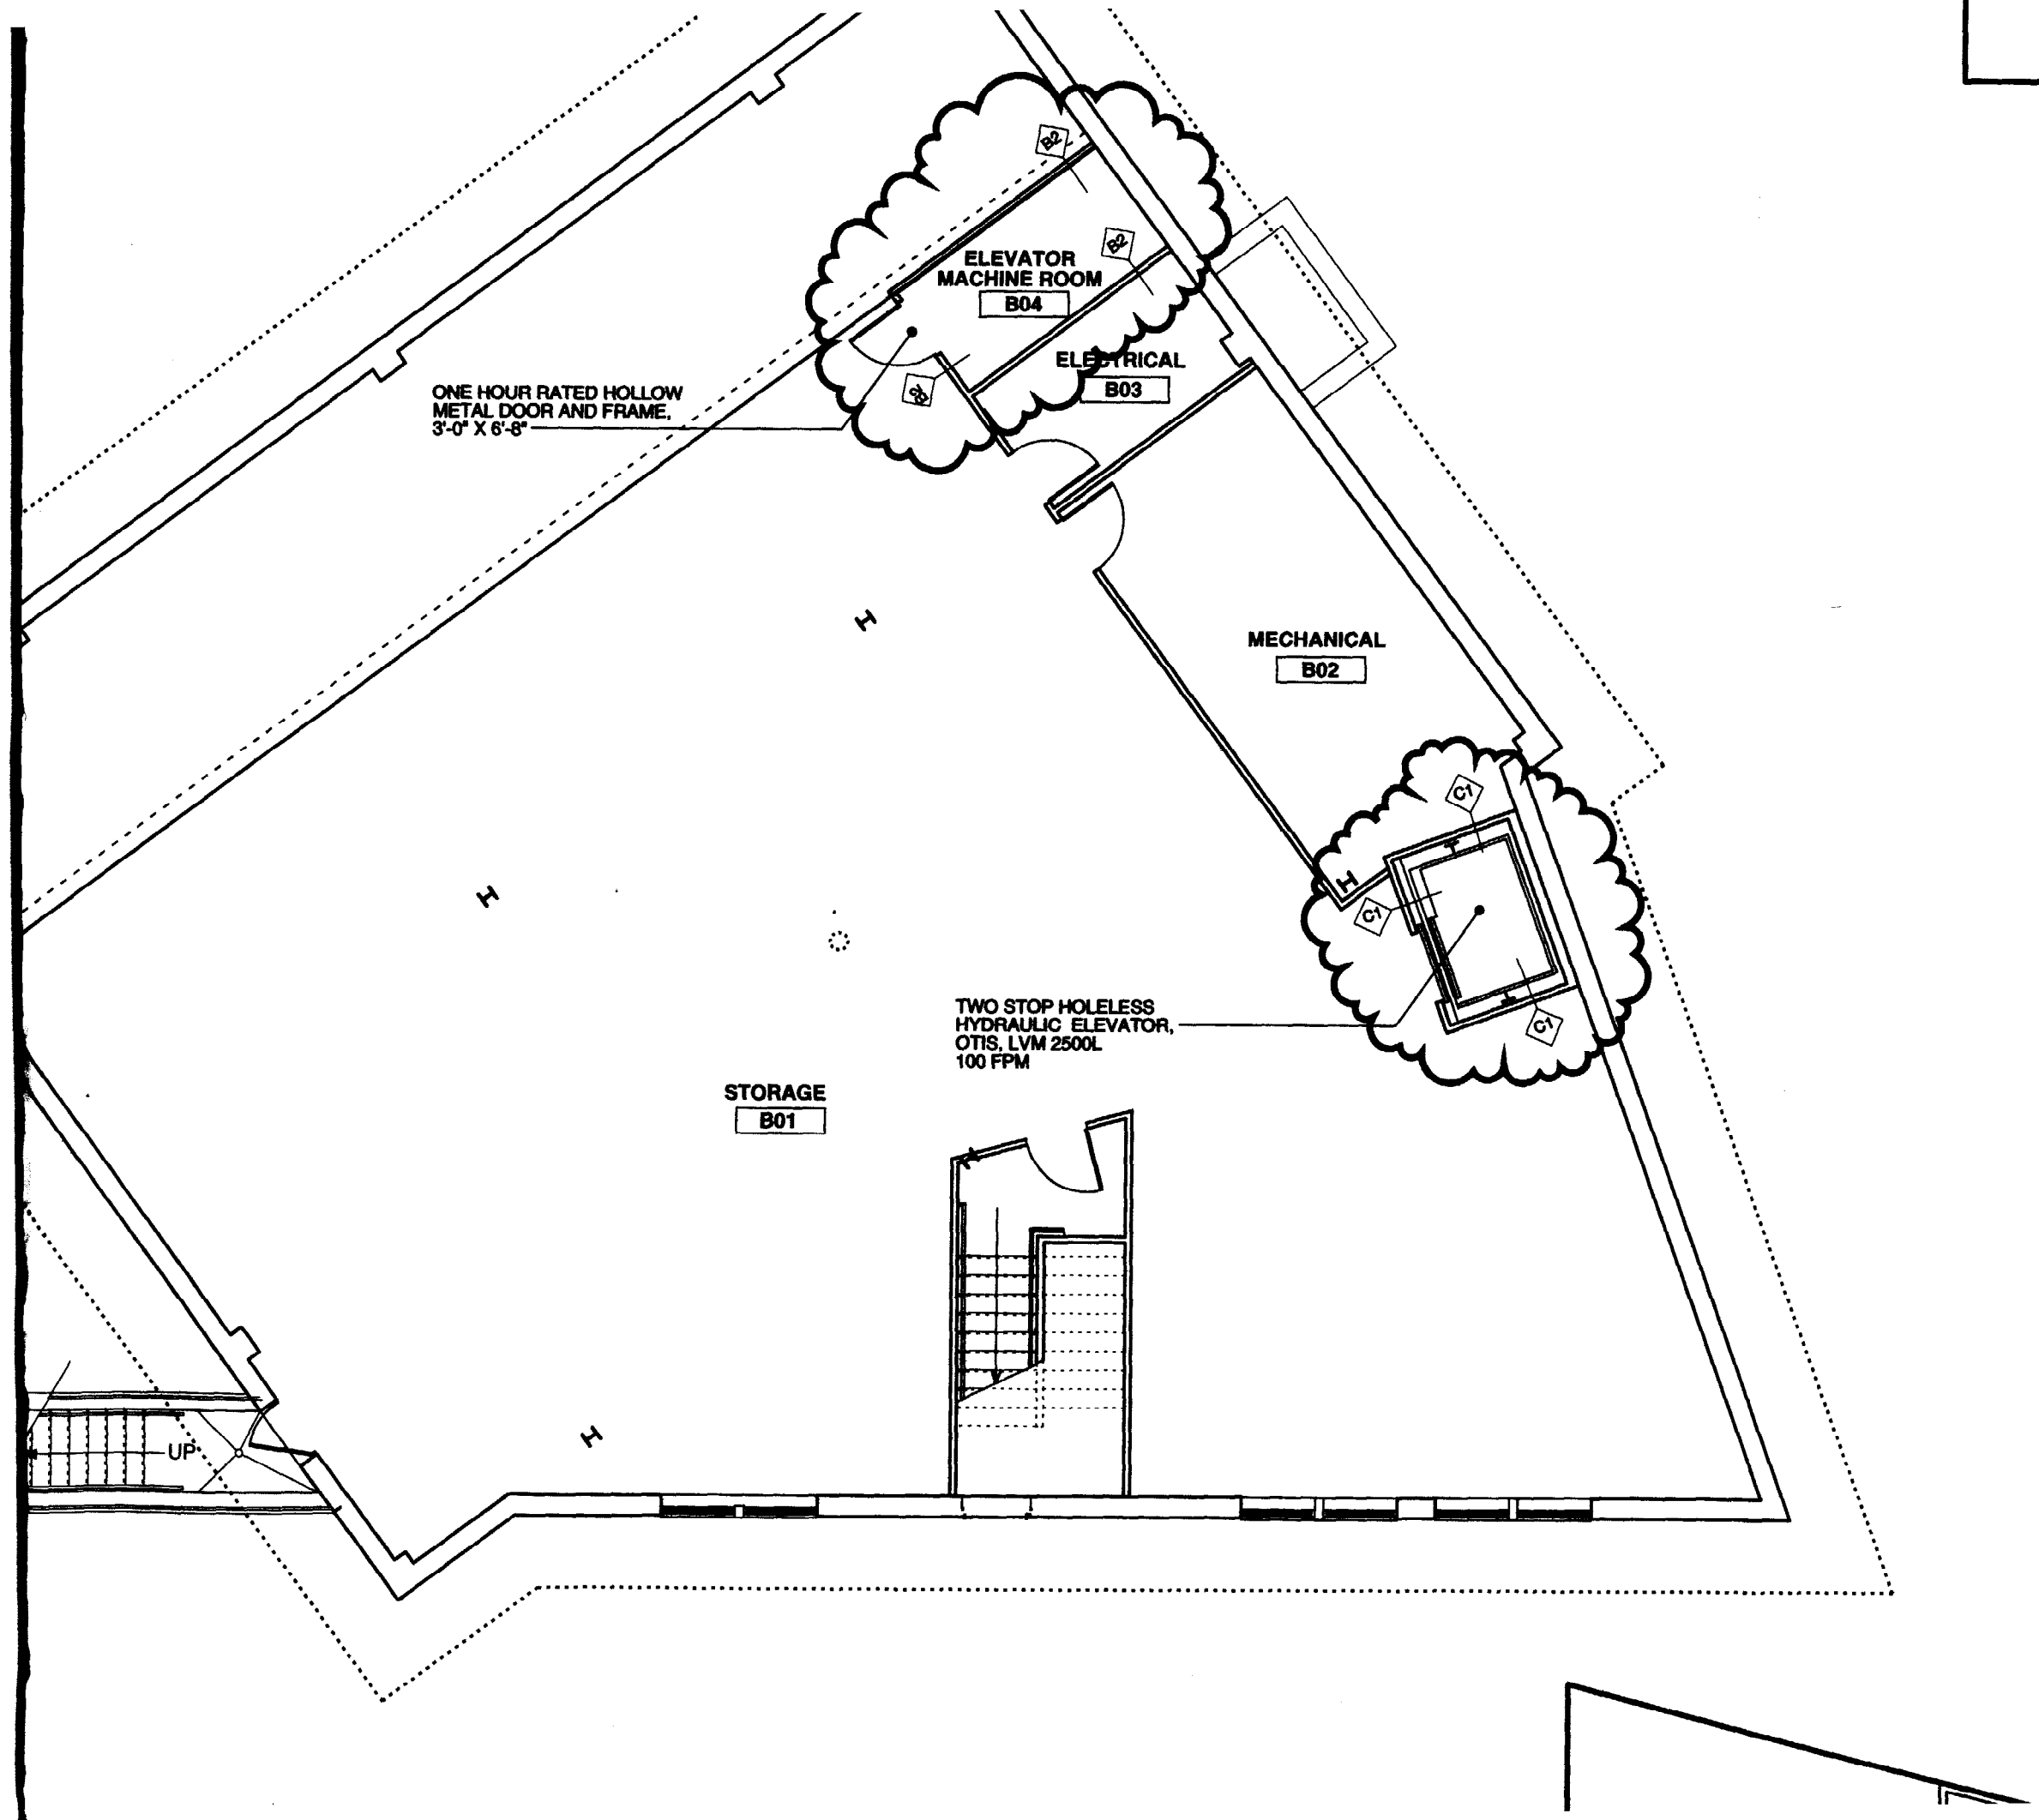 B2
B2
ELEVATOR
MACHINE ROOM
B04
ELECTRICAL
B03
B2
ONE HOUR RATED HOLLOW
METAL DOOR AND FRAME,
3'-0" X 6'-8"
MECHANICAL
B02
C1
C1
C1
TWO STOP HOLELESS
HYDRAULIC ELEVATOR,
OTIS, LVM 2500L
100 FPM
STORAGE
B01
UP